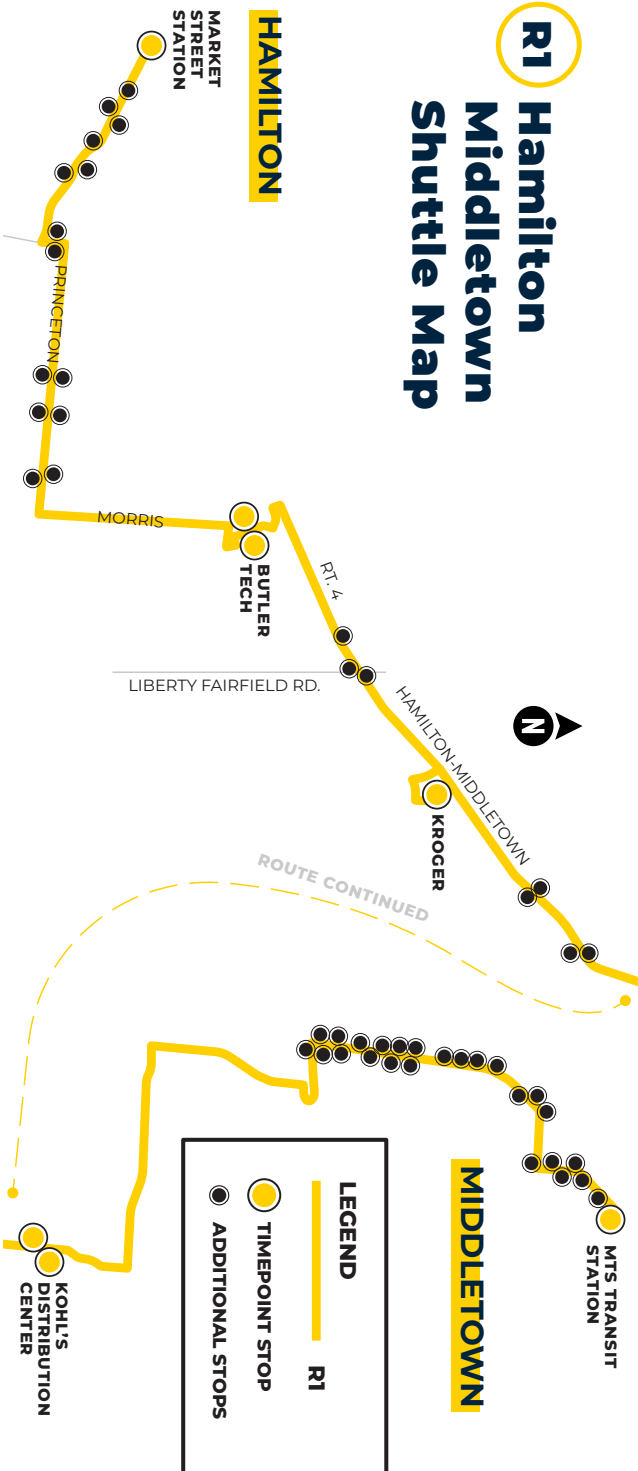 R1
Hamilton
Middletown
Shuttle Map
HAMILTON
MARKET
STREET
STATION
PRINCETON
MORRIS
BUTLER
TECH
RT. 4
LIBERTY FAIRFIELD RD.
HAMILTON-MIDDLETOWN
N
KROGER
ROUTE CONTINUED
MIDDLETOWN
MTS TRANSIT
STATION
KOHL'S
DISTRIBUTION
CENTER
LEGEND
R1
TIMEPOINT STOP
ADDITIONAL STOPS